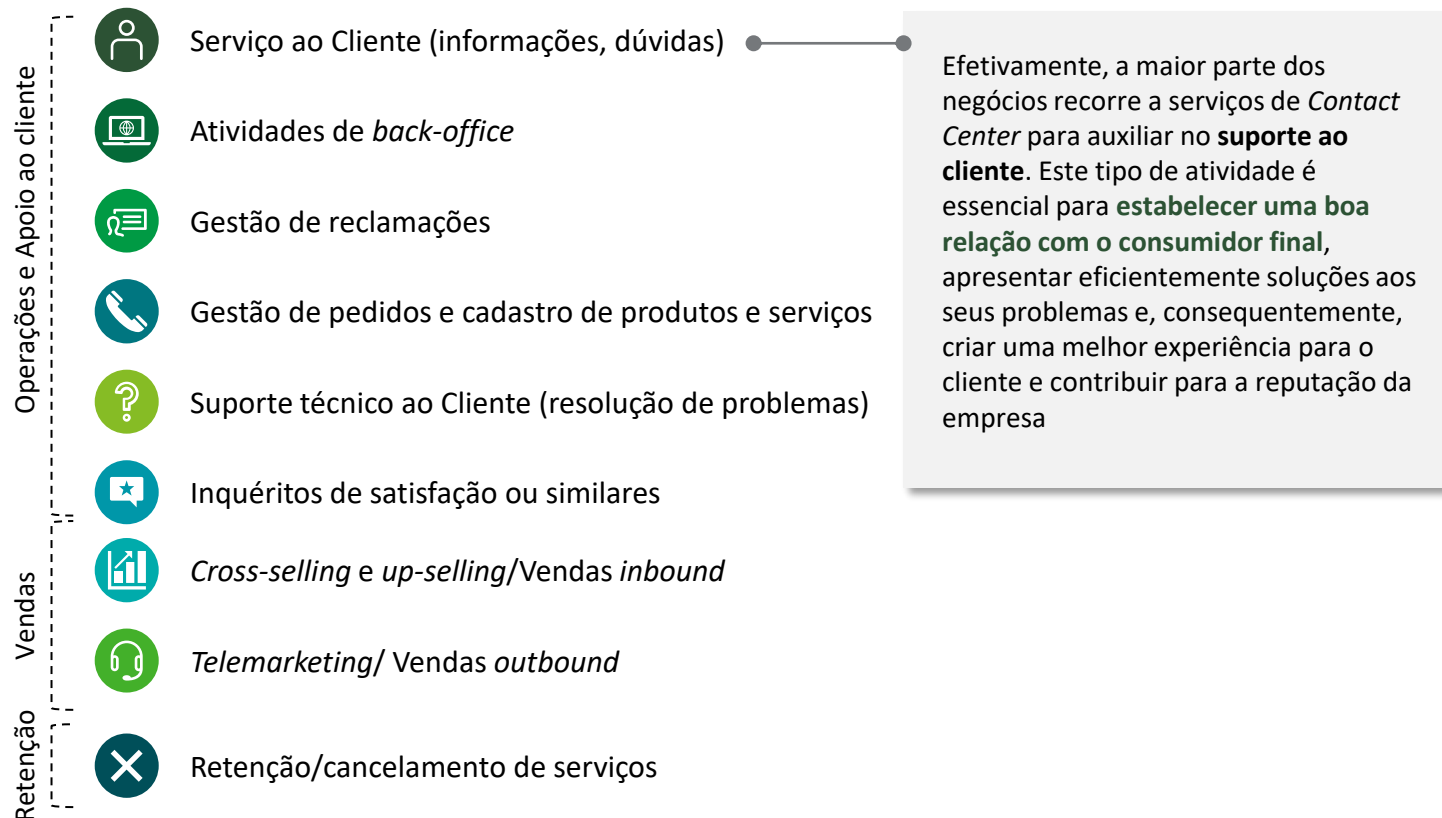 Operações e Apoio ao cliente
Serviço ao Cliente (informações, dúvidas)
Atividades de back-office
Gestão de reclamações
Gestão de pedidos e cadastro de produtos e serviços
Suporte técnico ao Cliente (resolução de problemas)
Inquéritos de satisfação ou similares
Vendas
Cross-selling e up-selling/Vendas inbound
Telemarketing/ Vendas outbound
Retenção
Retenção/cancelamento de serviços
Efetivamente, a maior parte dos
negócios recorre a serviços de Contact
Center para auxiliar no suporte ao
cliente. Este tipo de atividade é
essencial para estabelecer uma boa
relação com o consumidor final,
apresentar eficientemente soluções aos
seus problemas e, consequentemente,
criar uma melhor experiência para o
cliente e contribuir para a reputação da
empresa